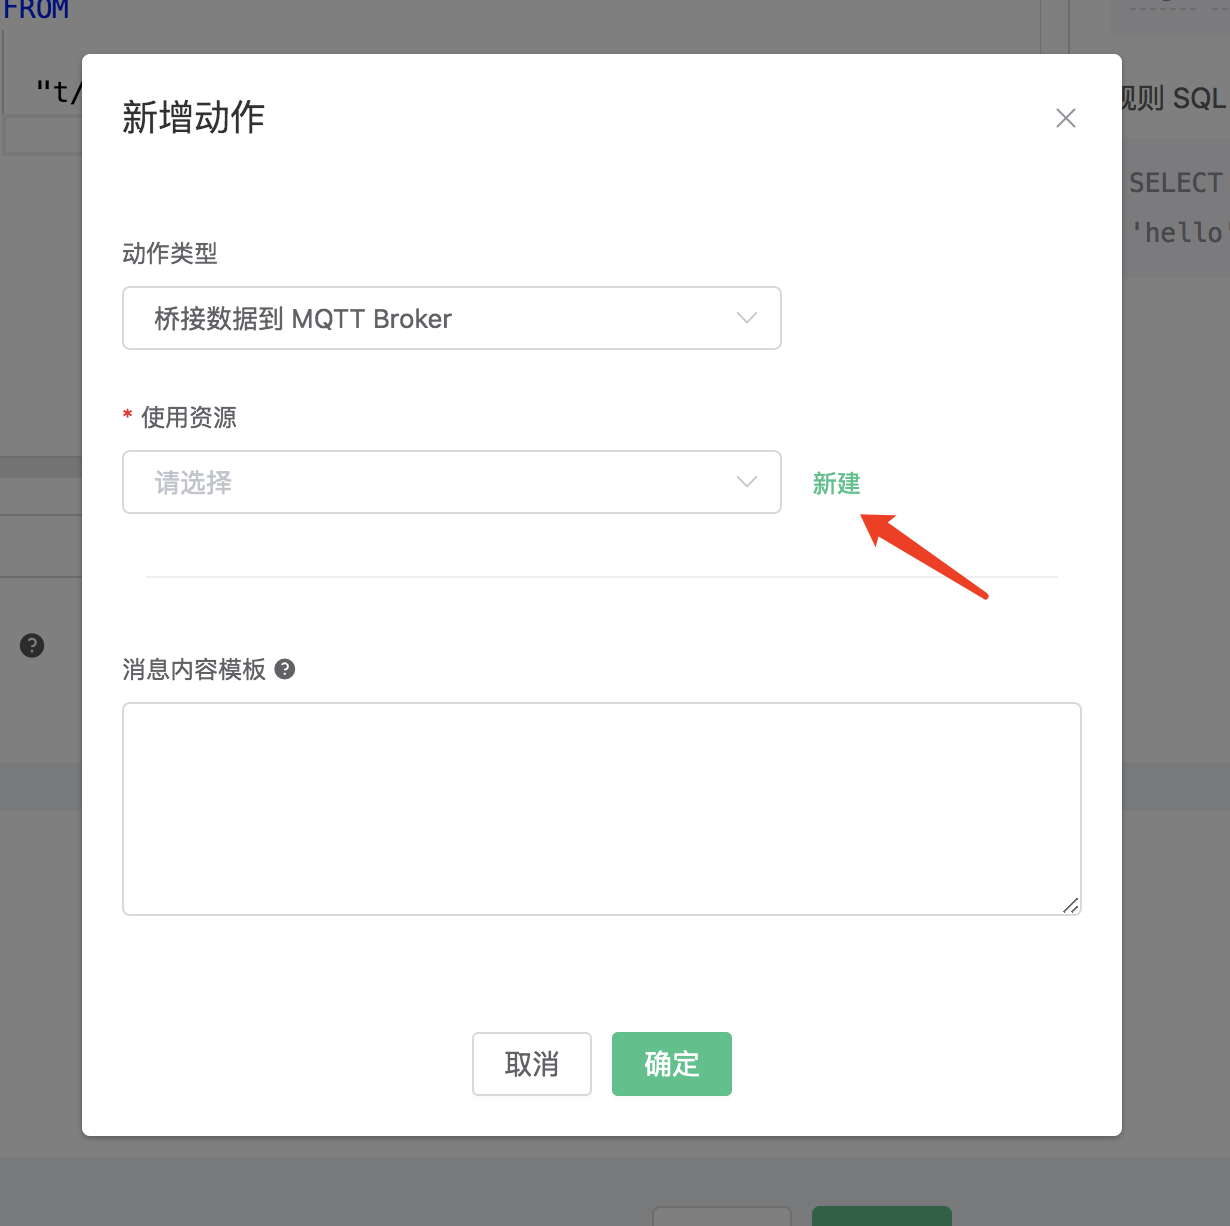 FROM
"t/
新增动作
规则 SQL
SELECT
'hello'
动作类型
桥接数据到 MQTT Broker
* 使用资源
请选择
新建
消息内容模板 ?
?
取消
确定